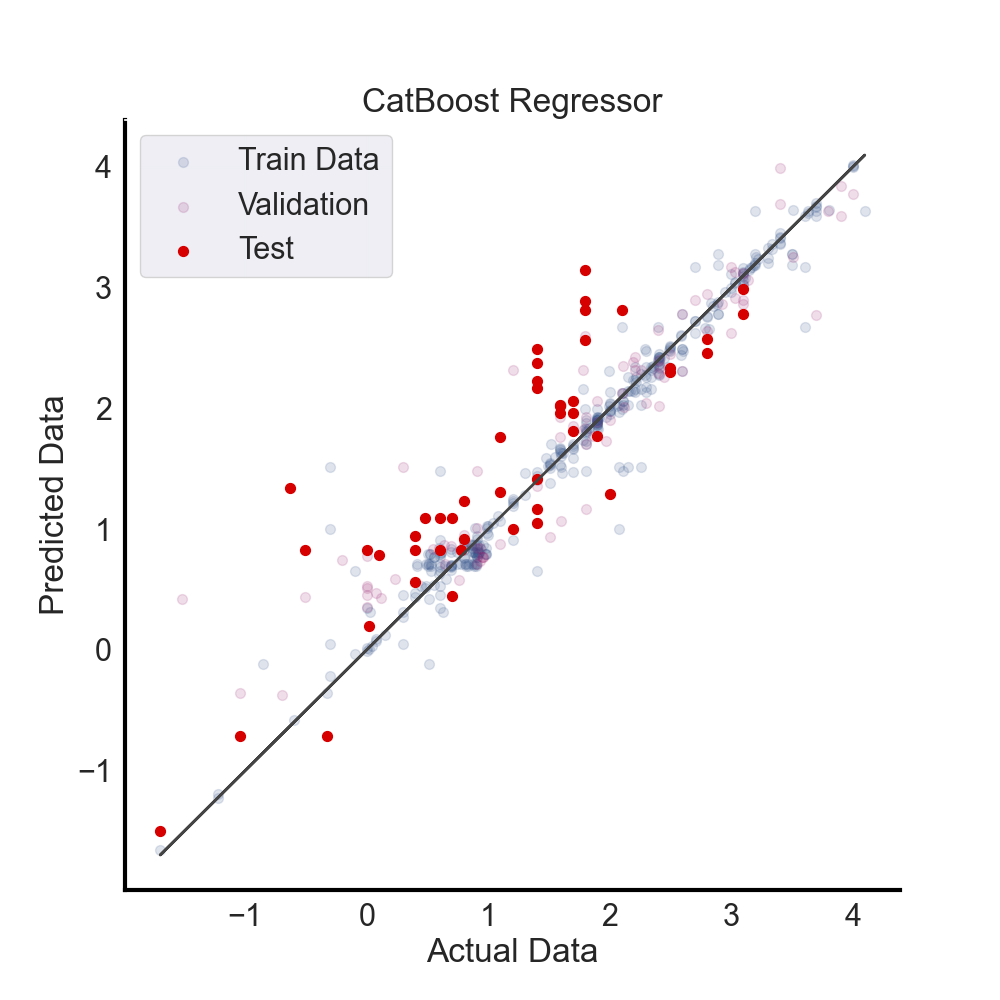 CatBoost Regressor
Train Data
Validation
Test
4
3
2
1
0
−1
Predicted Data
−1 0 1 2 3 4
Actual Data